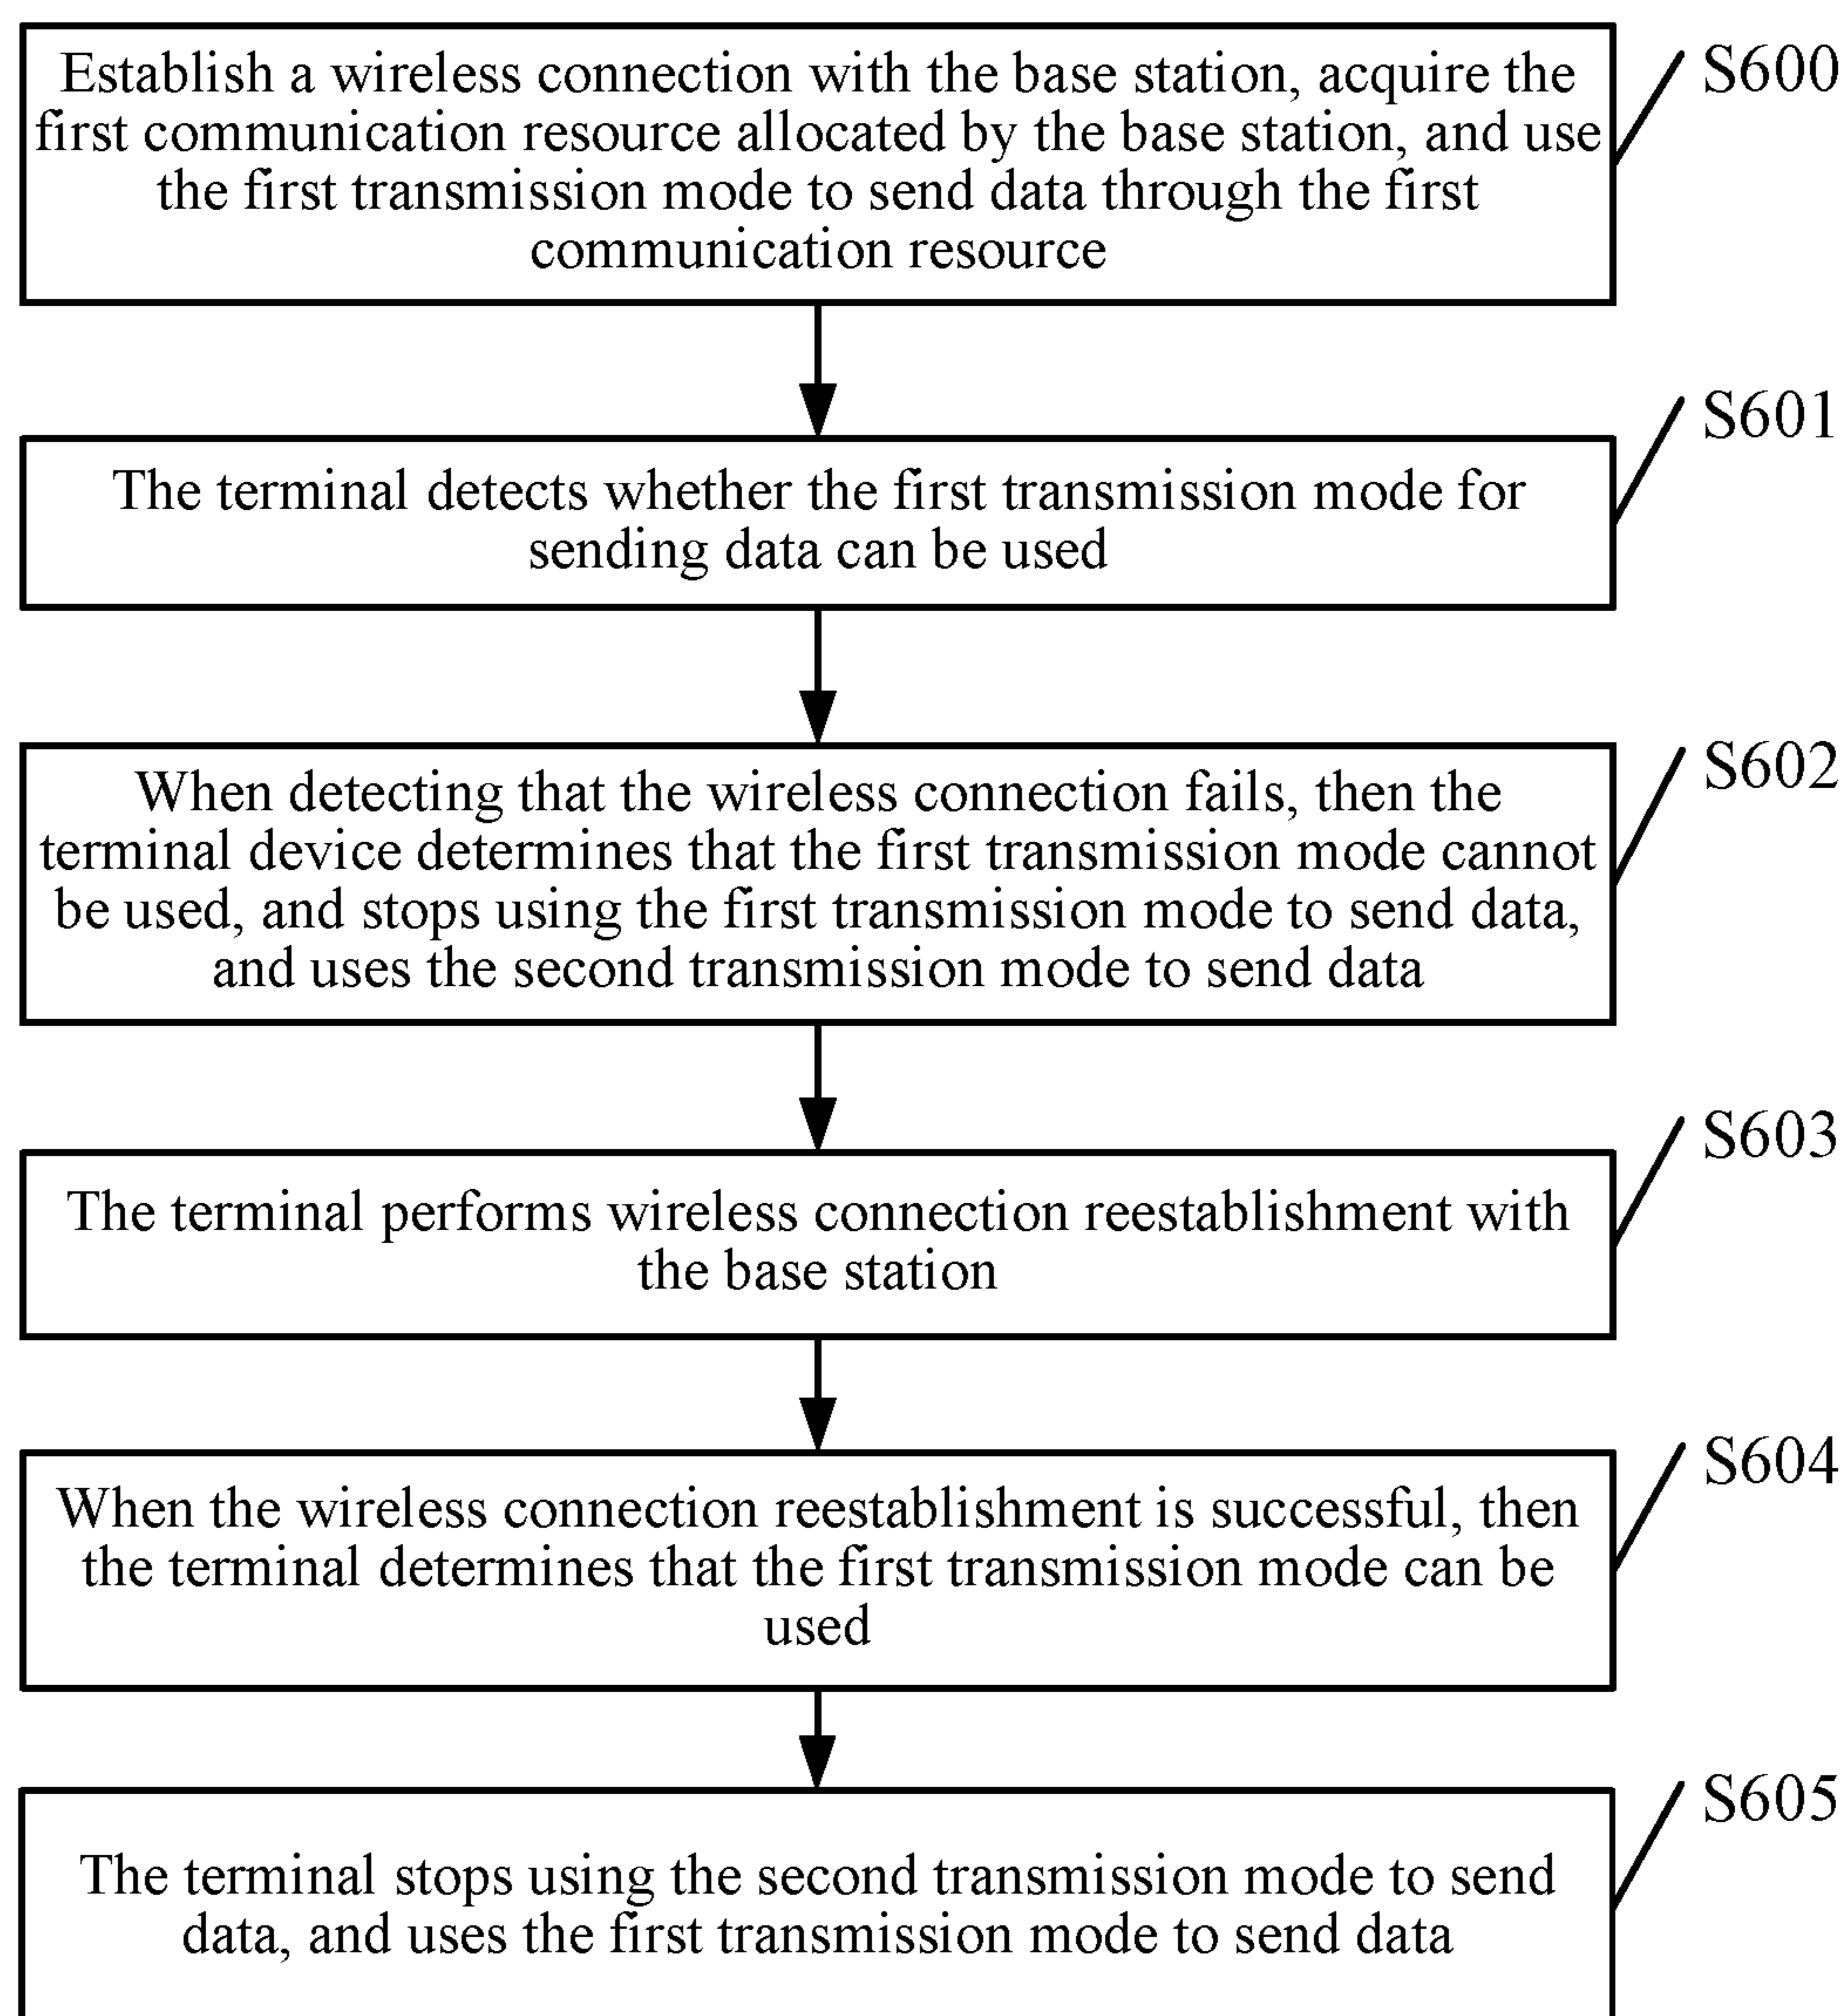 Establish a wireless connection with the base station, acquire the
first communication resource allocated by the base station, and use
the first transmission mode to send data through the first
communication resource
S600
The terminal detects whether the first transmission mode for
sending data can be used
S601
When detecting that the wireless connection fails, then the
terminal device determines that the first transmission mode cannot
be used, and stops using the first transmission mode to send data,
and uses the second transmission mode to send data
S602
The terminal performs wireless connection reestablishment with
the base station
S603
When the wireless connection reestablishment is successful, then
the terminal determines that the first transmission mode can be
used
S604
The terminal stops using the second transmission mode to send
data, and uses the first transmission mode to send data
S605